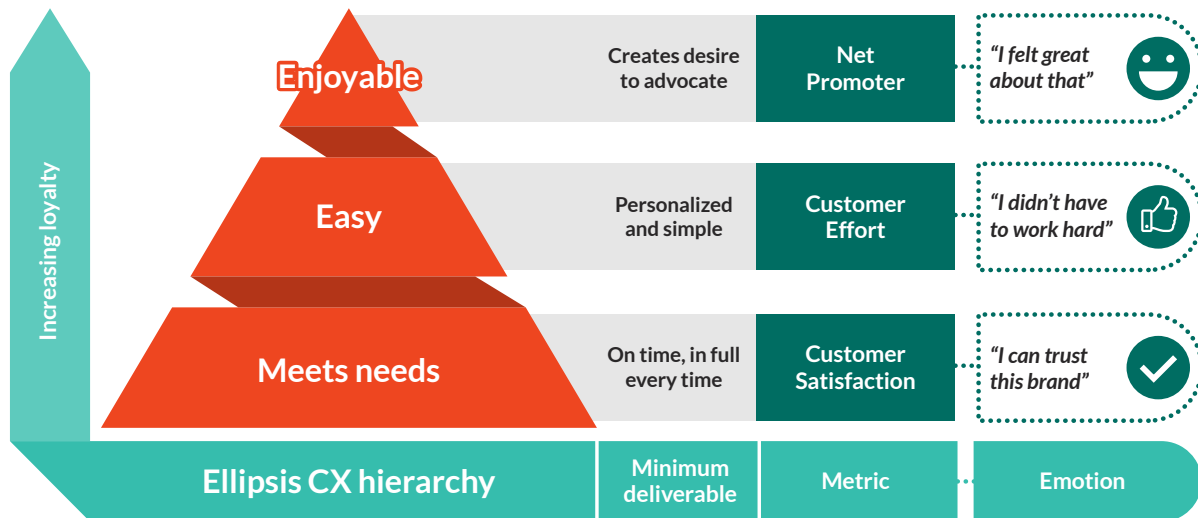 Increasing loyalty
Enjoyable
Creates desire
to advocate
Net
Promoter
“I felt great
about that”
Easy
Personalized
and simple
Customer
Effort
“I didn’t have
to work hard”
Meets needs
On time, in full
every time
Customer
Satisfaction
“I can trust
this brand”
Ellipsis CX hierarchy
Minimum
deliverable
Metric
Emotion